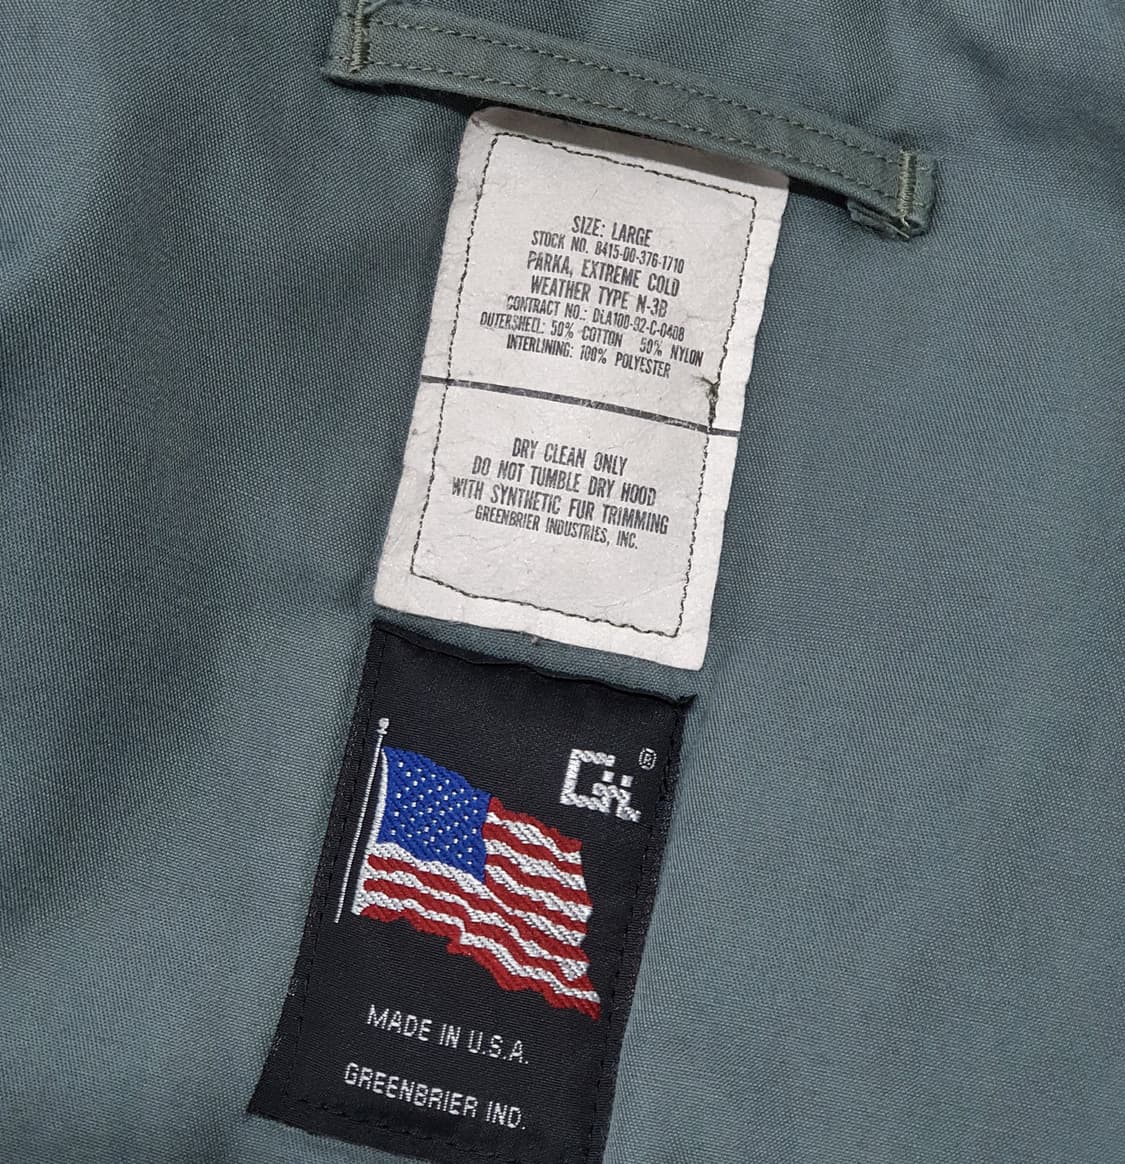 SIZE: LARGE
STOCK NO. 8415-00-376-1710
PARKA, EXTREME COLD
WEATHER TYPE N-3B
CONTRACT NO.: DLA100-92-C-0408
OUTERSHELL: 50% COTTON 50% NYLON
INTERLINING: 100% POLYESTER
DRY CLEAN ONLY
DO NOT TUMBLE DRY HOOD
WITH SYNTHETIC FUR TRIMMING
GREENBRIER INDUSTRIES, INC.
Gii ®
MADE IN U.S.A.
GREENBRIER IND.